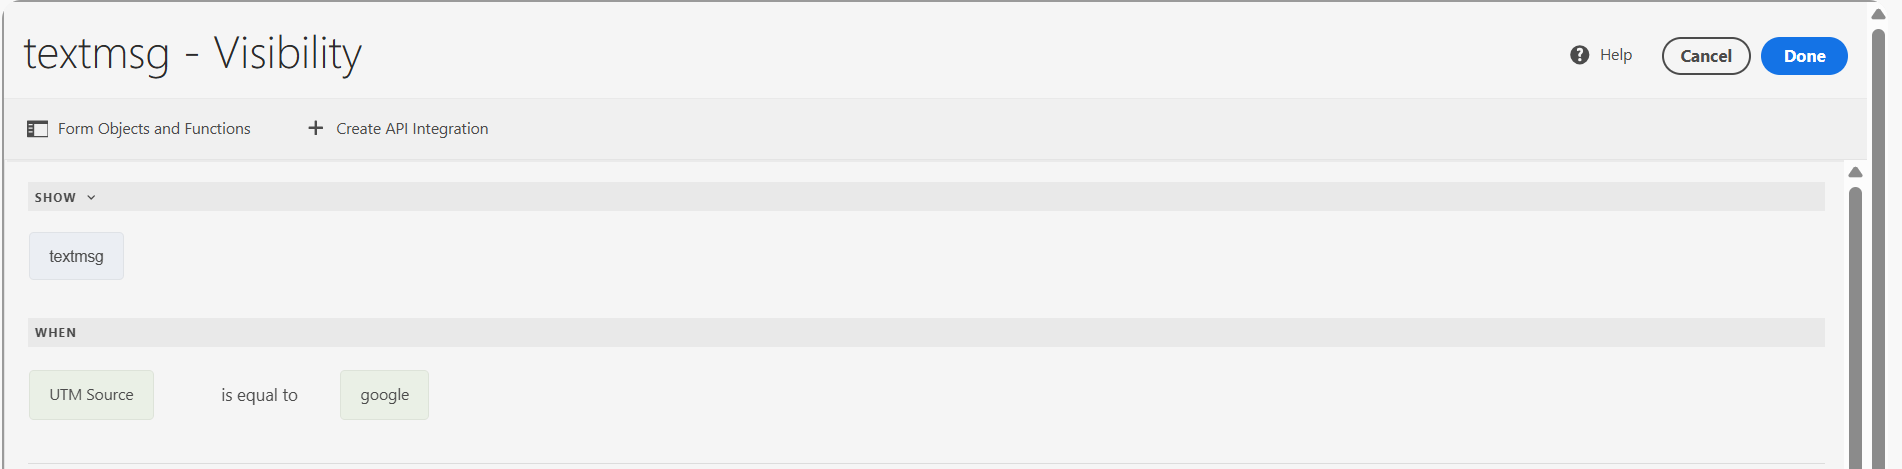 textmsg - Visibility
Help
Cancel
Done
Form Objects and Functions
Create API Integration
SHOW
textmsg
WHEN
UTM Source is equal to google